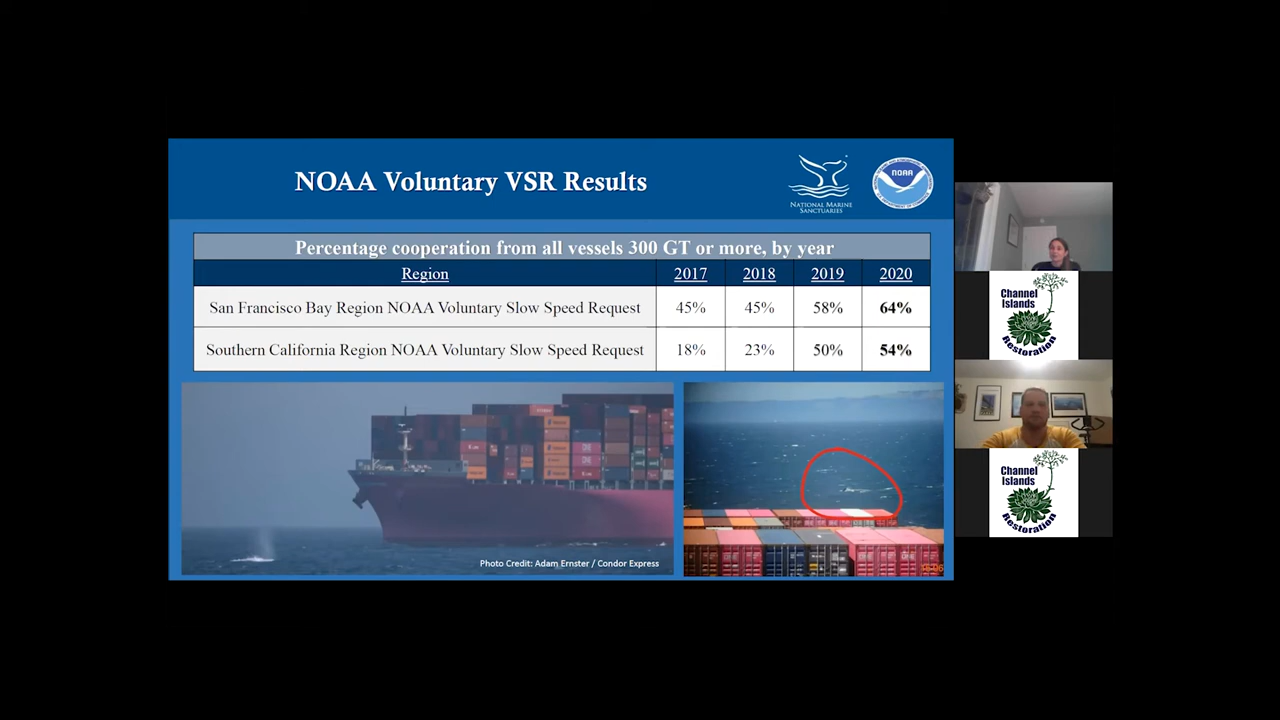 NOAA Voluntary VSR Results
NATIONAL MARINE
SANCTUARIES
NOAA
Percentage cooperation from all vessels 300 GT or more, by year
Region 2017 2018 2019 2020
San Francisco Bay Region NOAA Voluntary Slow Speed Request 45% 45% 58% 64%
Southern California Region NOAA Voluntary Slow Speed Request 18% 23% 50% 54%
Photo Credit: Adam Ernster / Condor Express
Channel
Islands
Restoration
Channel
Islands
Restoration